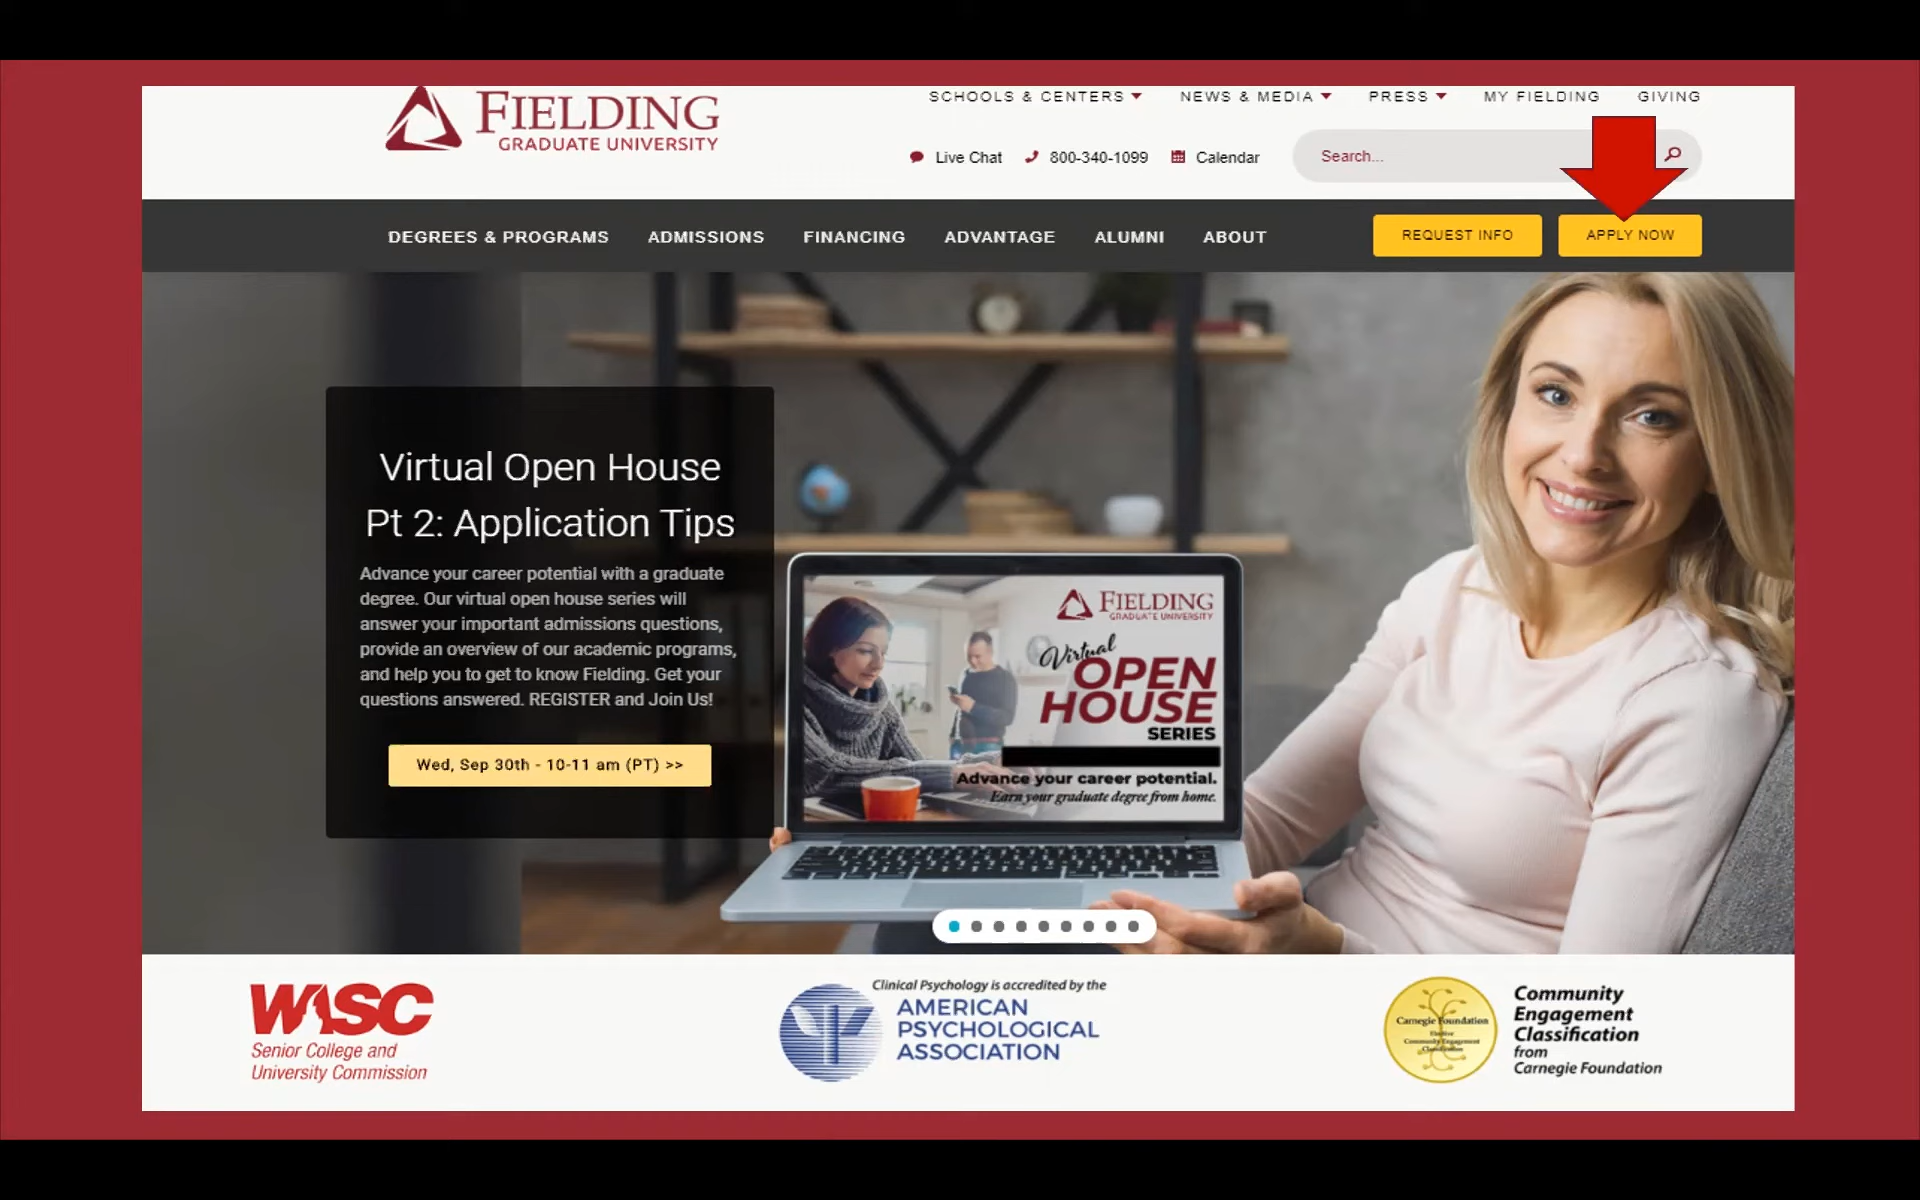 FIELDING
GRADUATE UNIVERSITY
SCHOOLS & CENTERS
NEWS & MEDIA
PRESS
MY FIELDING
GIVING
Live Chat
800-340-1099
Calendar
Search...
DEGREES & PROGRAMS
ADMISSIONS
FINANCING
ADVANTAGE
ALUMNI
ABOUT
REQUEST INFO
APPLY NOW
Virtual Open House
Pt 2: Application Tips
Advance your career potential with a graduate
degree. Our virtual open house series will
answer your important admissions questions,
provide an overview of our academic programs,
and help you to get to know Fielding. Get your
questions answered. REGISTER and Join Us!
Wed, Sep 30th - 10-11 am (PT) >>
FIELDING
GRADUATE UNIVERSITY
Virtual
OPEN
HOUSE
SERIES
Advance your career potential.
Earn your graduate degree from home.
WASC
Senior College and
University Commission
Clinical Psychology is accredited by the
AMERICAN
PSYCHOLOGICAL
ASSOCIATION
Carnegie Foundation
Elective
Community Engagement
Classification
Community
Engagement
Classification
from
Carnegie Foundation